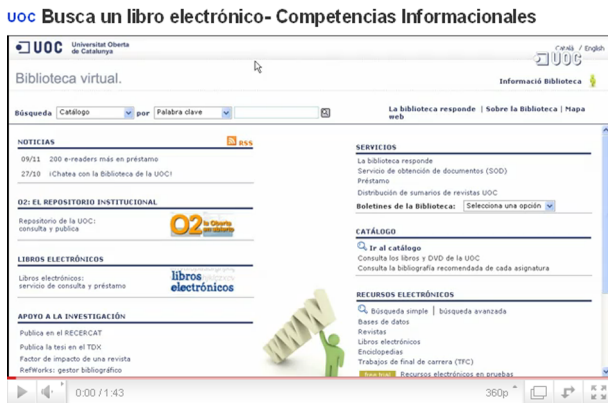 UOC Busca un libro electrónico- Competencias Informacionales
UOC Universitat Oberta de Catalunya
Català / English
UOC
Biblioteca virtual.
Informació Biblioteca
Búsqueda Catálogo por Palabra clave
La biblioteca responde | Sobre la Biblioteca | Mapa web
NOTICIAS RSS
09/11 200 e-readers más en préstamo
27/10 ¡Chatea con la Biblioteca de la UOC!
O2: EL REPOSITORIO INSTITUCIONAL
Repositorio de la UOC:
consulta y publica
O2 la Oberta en abierto
LIBROS ELECTRÓNICOS
Libros electrónicos:
servicio de consulta y préstamo
libros
electrónicos
APOYO A LA INVESTIGACIÓN
Publica en el RECERCAT
Publica la tesi en el TDX
Factor de impacto de una revista
RefWorks: gestor bibliográfico
WWW
SERVICIOS
La biblioteca responde
Servicio de obtención de documentos (SOD)
Préstamo
Distribución de sumarios de revistas UOC
Boletines de la Biblioteca: Selecciona una opción
CATÁLOGO
Ir al catálogo
Consulta los libros y DVD de la UOC
Consulta la bibliografía recomendada de cada asignatura
RECURSOS ELECTRÓNICOS
Búsqueda simple | búsqueda avanzada
Bases de datos
Revistas
Libros electrónicos
Enciclopedias
Trabajos de final de carrera (TFC)
Recursos electrónicos en pruebas
0:00 / 1:43
360p